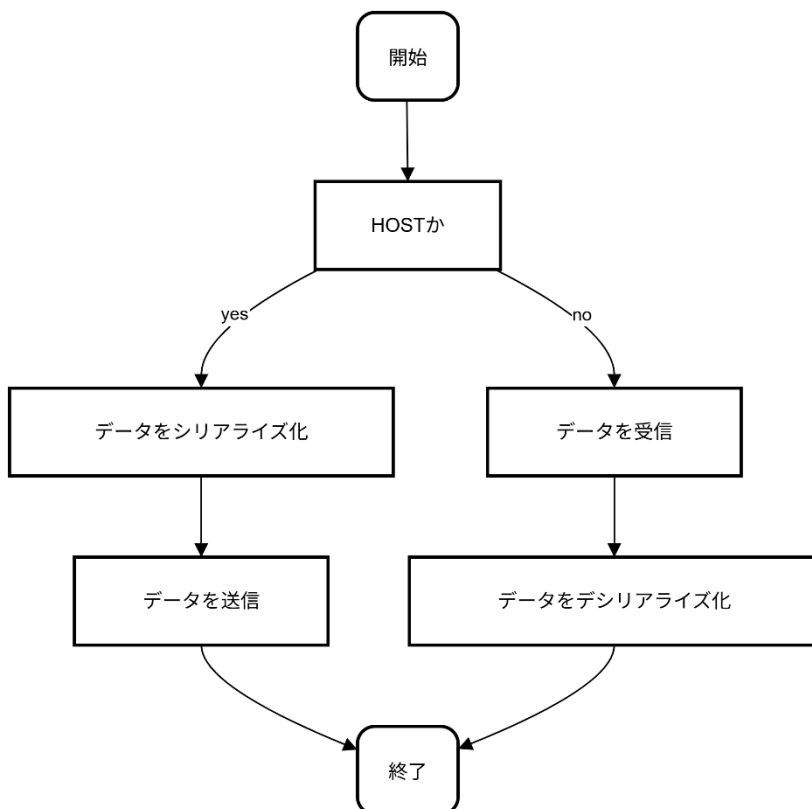 開始
HOSTか
yes
no
データをシリアライズ化
データを受信
データを送信
データをデシリアライズ化
終了